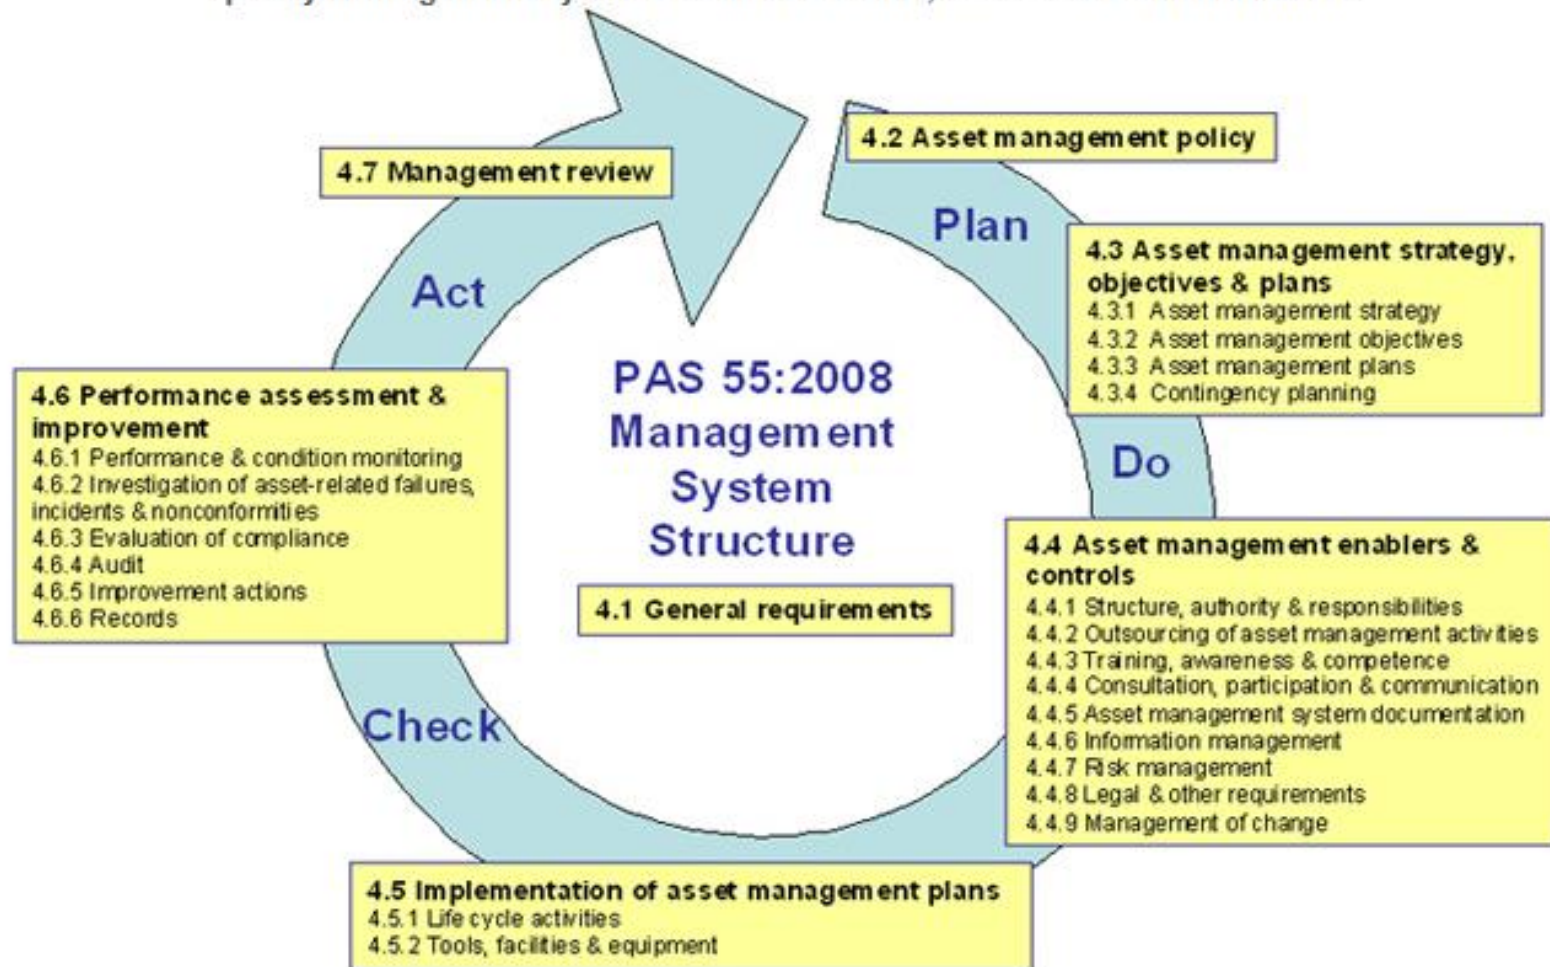 4.2 Asset management policy
4.7 Management review
Plan
4.3 Asset management strategy,
objectives & plans
4.3.1 Asset management strategy
4.3.2 Asset management objectives
4.3.3 Asset management plans
4.3.4 Contingency planning
Act
PAS 55:2008
Management
System
Structure
4.1 General requirements
4.6 Performance assessment &
improvement
4.6.1 Performance & condition monitoring
4.6.2 Investigation of asset-related failures,
incidents & nonconformities
4.6.3 Evaluation of compliance
4.6.4 Audit
4.6.5 Improvement actions
4.6.6 Records
Do
4.4 Asset management enablers &
controls
4.4.1 Structure, authority & responsibilities
4.4.2 Outsourcing of asset management activities
4.4.3 Training, awareness & competence
4.4.4 Consultation, participation & communication
4.4.5 Asset management system documentation
4.4.6 Information management
4.4.7 Risk management
4.4.8 Legal & other requirements
4.4.9 Management of change
Check
4.5 Implementation of asset management plans
4.5.1 Life cycle activities
4.5.2 Tools, facilities & equipment